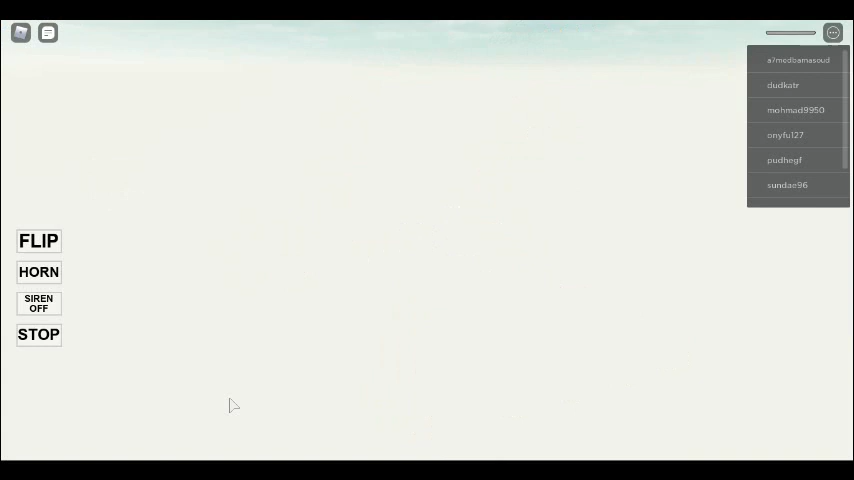 a7medbamasoud
dudkatr
mohmad9950
onyfu127
pudhegf
sundae96
FLIP
HORN
SIREN
OFF
STOP